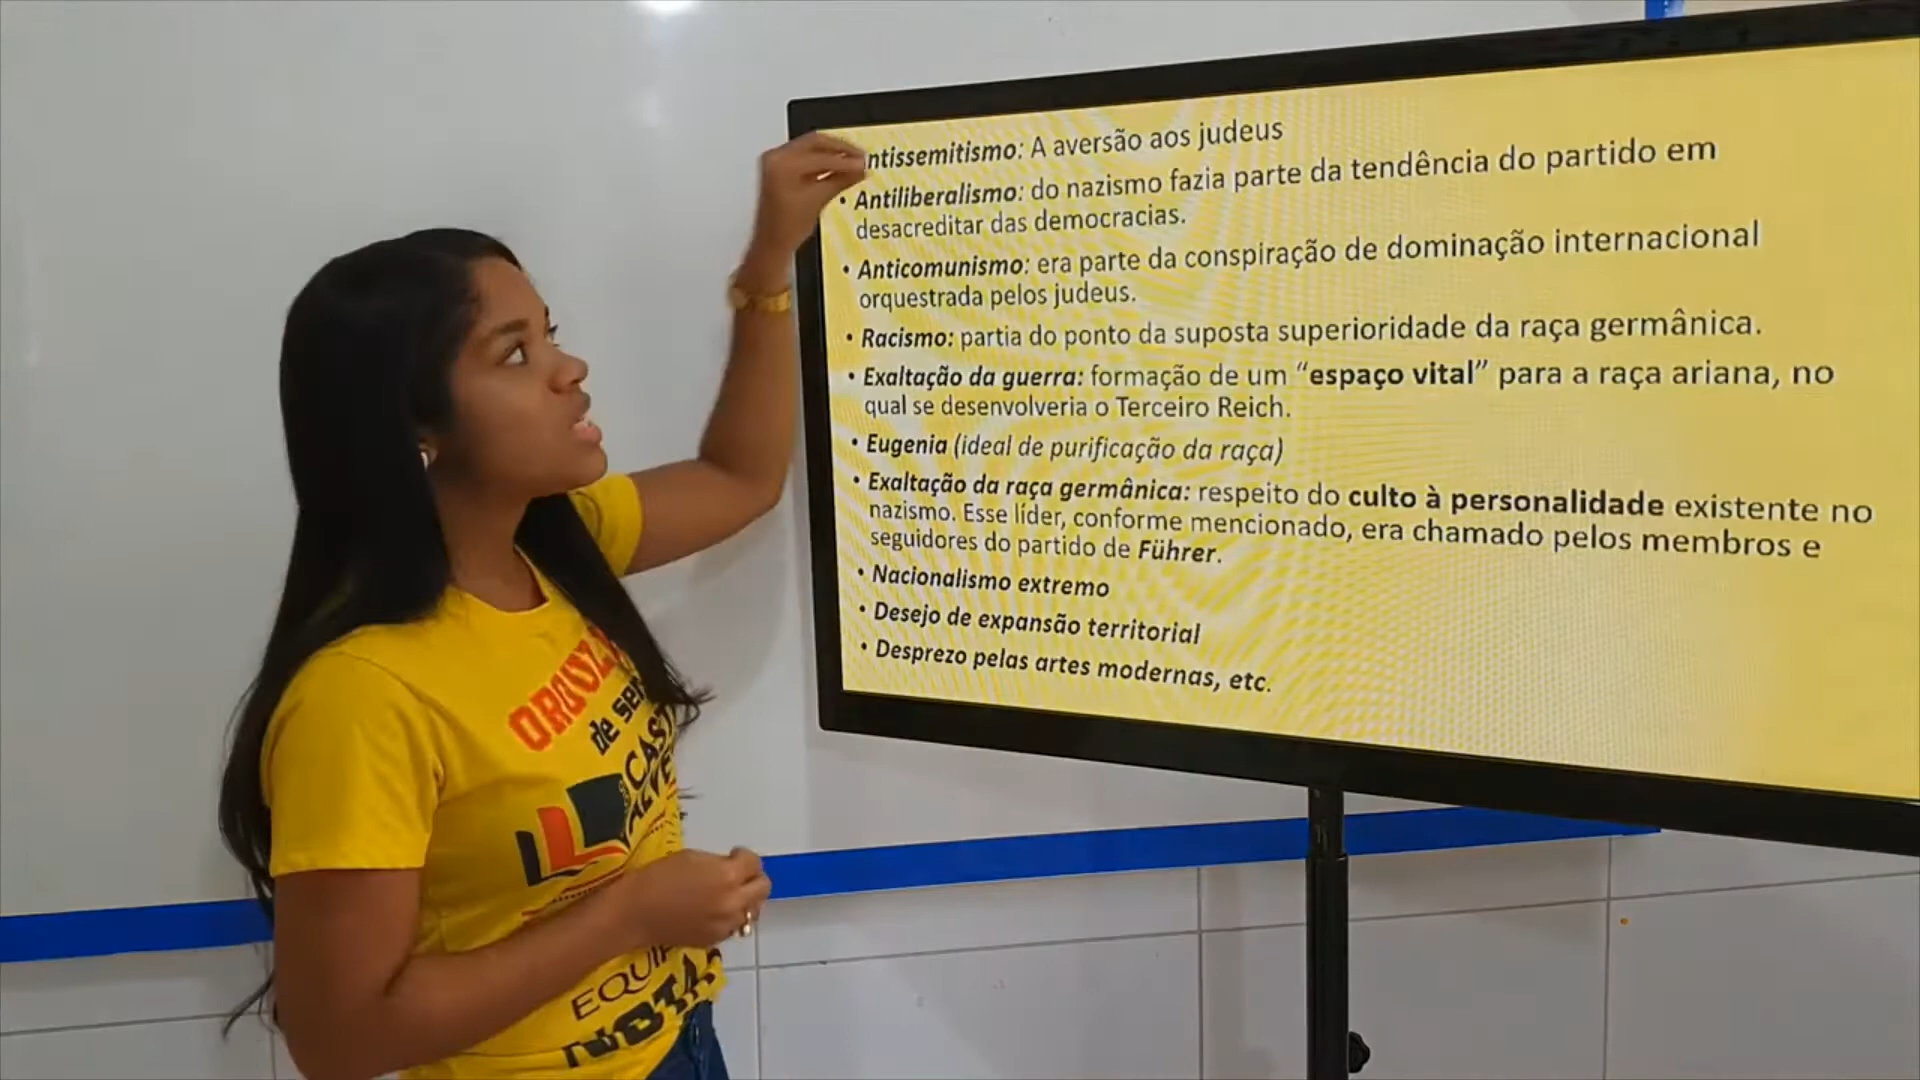 ntissemitismo: A aversão aos judeus
• Antiliberalismo: do nazismo fazia parte da tendência do partido em
desacreditar das democracias.
• Anticomunismo: era parte da conspiração de dominação internacional
orquestrada pelos judeus.
• Racismo: partia do ponto da suposta superioridade da raça germânica.
• Exaltação da guerra: formação de um “espaço vital” para a raça ariana, no
qual se desenvolveria o Terceiro Reich.
• Eugenia (ideal de purificação da raça)
• Exaltação da raça germânica: respeito do culto à personalidade existente no
nazismo. Esse líder, conforme mencionado, era chamado pelos membros e
seguidores do partido de Führer.
• Nacionalismo extremo
• Desejo de expansão territorial
• Desprezo pelas artes modernas, etc.
de ser
EQUIP
NOTA